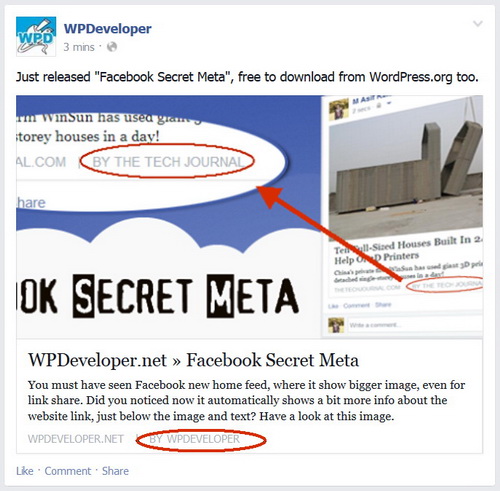 WPD
WPDeveloper
3 mins ·
Just released "Facebook Secret Meta", free to download from WordPress.org too.
WinSun has used giant 3
storey houses in a day!
AL.COM | BY THE TECH JOURNAL
hare
OOK SECRET META
M Asif
2 secs ·
Ten Full-Sized Houses Built In 2
Help Of 3D Printers
China's private WinSun has used giant 3D pri
detached single-storey houses in a day!
THETECHJOURNAL.COM | BY THE TECH JOURNAL
Like · Comment · Share
Write a comment...
WPDeveloper.net » Facebook Secret Meta
You must have seen Facebook new home feed, where it show bigger image, even for
link share. Did you noticed now it automatically shows a bit more info about the
website link, just below the image and text? Have a look at this image.
WPDEVELOPER.NET | BY WPDEVELOPER
Like · Comment · Share